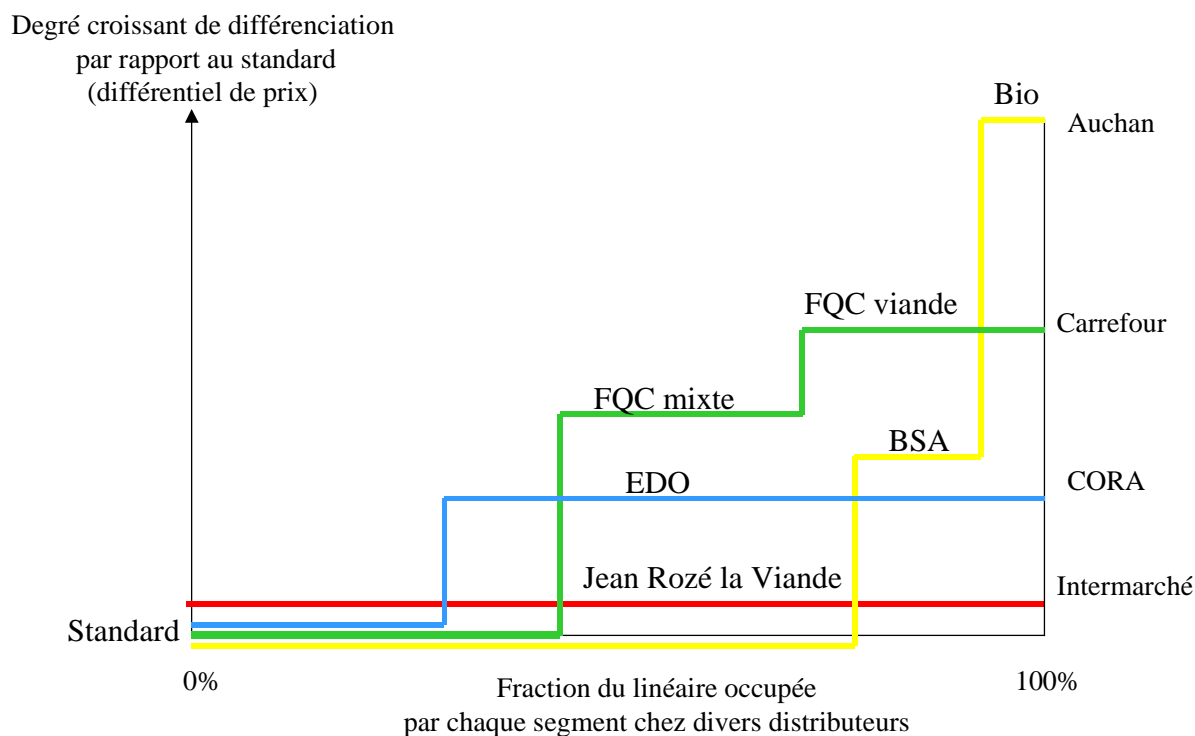 Degré croissant de différenciation
par rapport au standard
(différentiel de prix)
Bio
Auchan
FQC viande
Carrefour
FQC mixte
BSA
EDO
CORA
Jean Rozé la Viande
Intermarché
Standard
0%
100%
Fraction du linéaire occupée
par chaque segment chez divers distributeurs